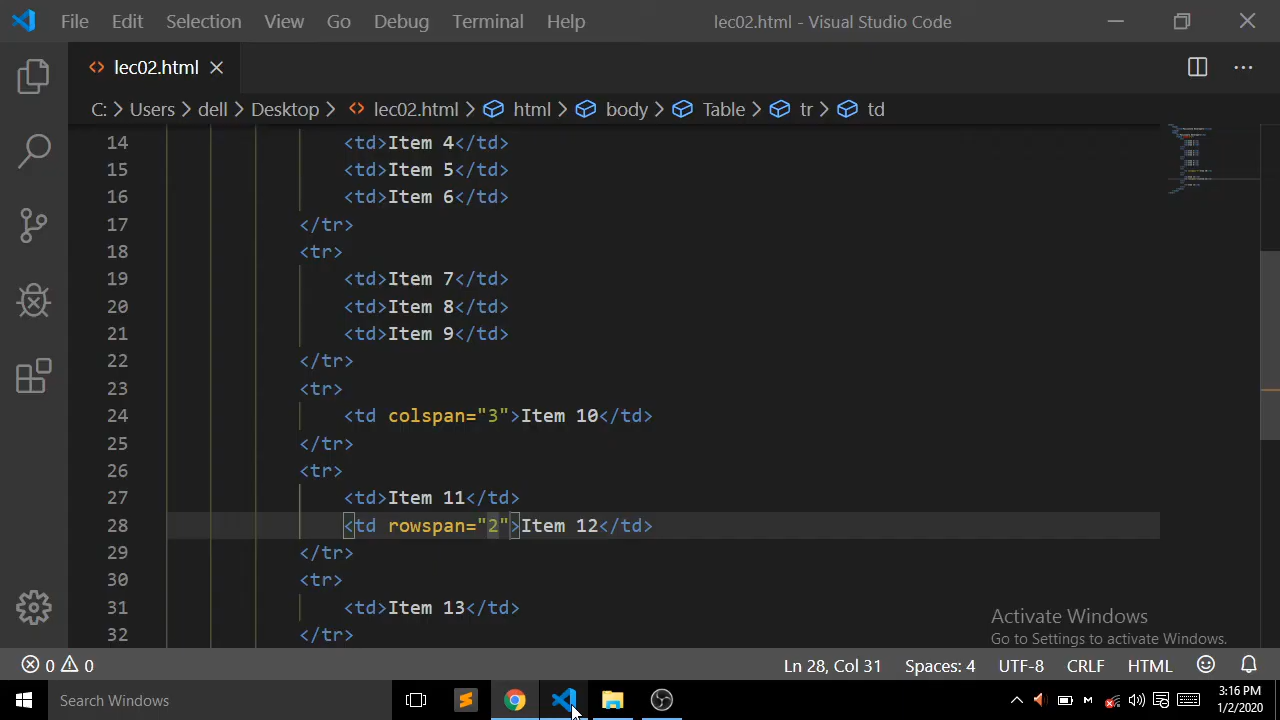 File Edit Selection View Go Debug Terminal Help lec02.html - Visual Studio Code
lec02.html
C: Users dell Desktop lec02.html html body Table tr td
14 <td>Item 4</td>
15 <td>Item 5</td>
16 <td>Item 6</td>
17 </tr>
18 <tr>
19 <td>Item 7</td>
20 <td>Item 8</td>
21 <td>Item 9</td>
22 </tr>
23 <tr>
24 <td colspan="3">Item 10</td>
25 </tr>
26 <tr>
27 <td>Item 11</td>
28 <td rowspan="2">Item 12</td>
29 </tr>
30 <tr>
31 <td>Item 13</td>
32 </tr>
Activate Windows
Go to Settings to activate Windows.
0 0 Ln 28, Col 31 Spaces: 4 UTF-8 CRLF HTML
Search Windows
3:16 PM
1/2/2020